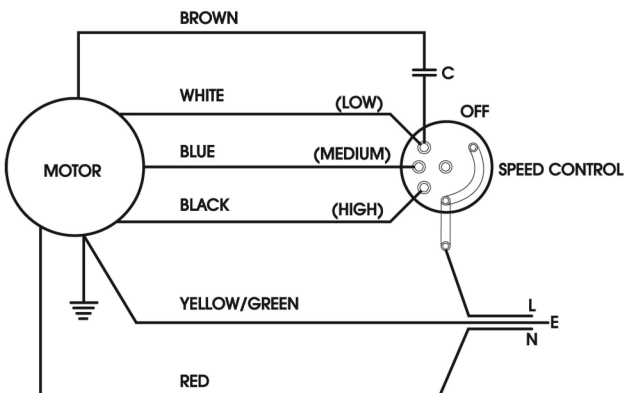 BROWN
C
WHITE
(LOW)
OFF
MOTOR
BLUE
(MEDIUM)
SPEED CONTROL
BLACK
(HIGH)
YELLOW/GREEN
L
E
N
RED